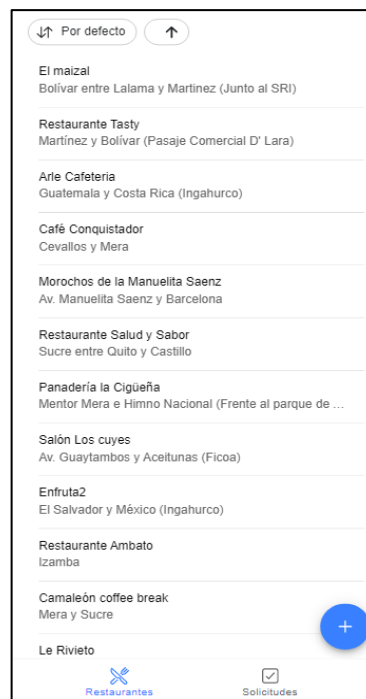 Por defecto
El maizal
Bolívar entre Lalama y Martinez (Junto al SRI)
Restaurante Tasty
Martínez y Bolívar (Pasaje Comercial D' Lara)
Arle Cafeteria
Guatemala y Costa Rica (Ingahurco)
Café Conquistador
Cevallos y Mera
Morochos de la Manuelita Saenz
Av. Manuelita Saenz y Barcelona
Restaurante Salud y Sabor
Sucre entre Quito y Castillo
Panadería la Cigüeña
Mentor Mera e Himno Nacional (Frente al parque de ...
Salón Los cuyes
Av. Guaytambos y Aceitunas (Ficoa)
Enfruta2
El Salvador y México (Ingahurco)
Restaurante Ambato
Izamba
Camaleón coffee break
Mera y Sucre
Le Rivieto
Restaurantes
Solicitudes